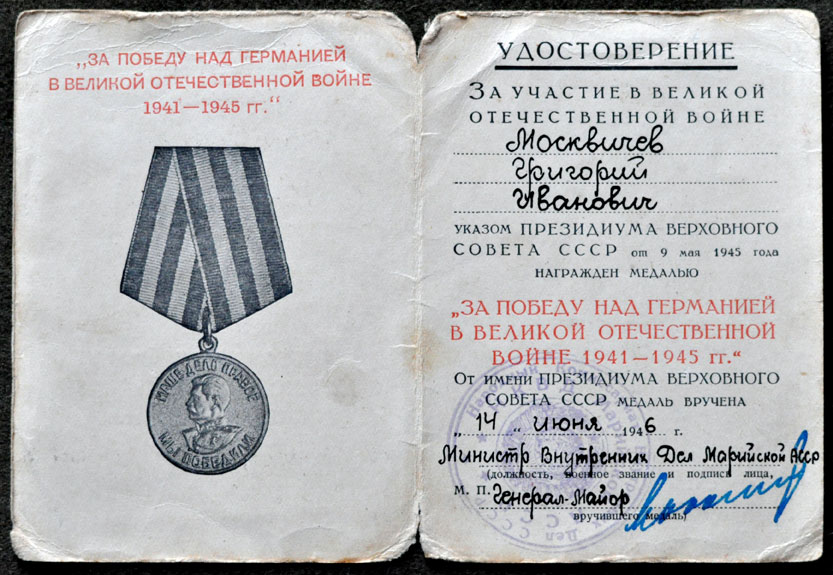 „ЗА ПОБЕДУ НАД ГЕРМАНИЕЙ
В ВЕЛИКОЙ ОТЕЧЕСТВЕННОЙ ВОЙНЕ
1941—1945 гг.“
НАШЕ ДЕЛО ПРАВОЕ
МЫ ПОБЕДИЛИ
УДОСТОВЕРЕНИЕ
ЗА УЧАСТИЕ В ВЕЛИКОЙ
ОТЕЧЕСТВЕННОЙ ВОЙНЕ
Москвичев
Григорий
Иванович
УКАЗОМ ПРЕЗИДИУМА ВЕРХОВНОГО
СОВЕТА СССР от 9 мая 1945 года
НАГРАЖДЕН МЕДАЛЬЮ
„ЗА ПОБЕДУ НАД ГЕРМАНИЕЙ
В ВЕЛИКОЙ ОТЕЧЕСТВЕННОЙ
ВОЙНЕ 1941—1945 гг.“
ОТ ИМЕНИ ПРЕЗИДИУМА ВЕРХОВНОГО
СОВЕТА СССР МЕДАЛЬ ВРУЧЕНА
„14 „ июня 1946 г.
Министр Внутренник Дел Марийской Асср
(должность, военное звание и подпись лица,
М. П. Генерал-Майор
вручившего медаль)